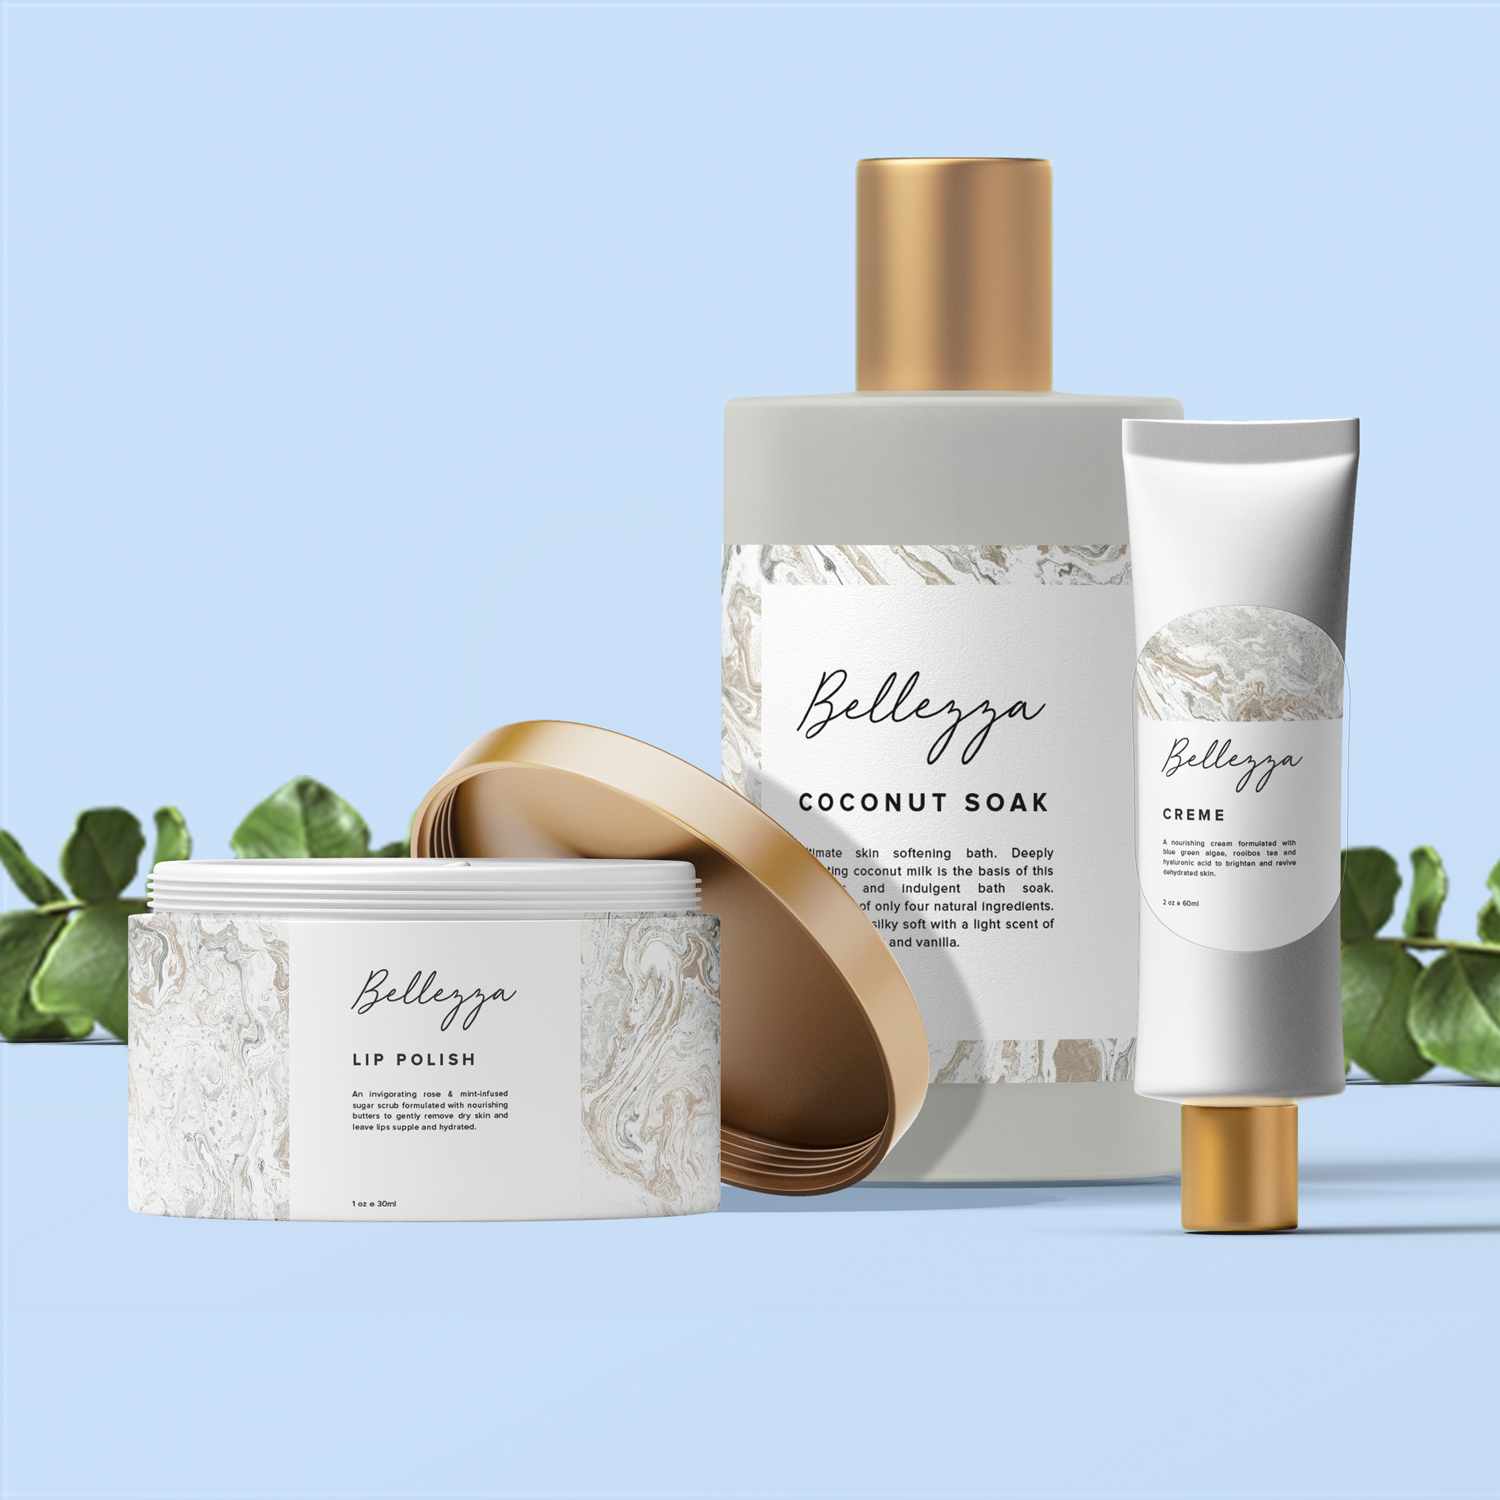 Bellezza
COCONUT SOAK
skin softening bath. Deeply
coconut milk is the basis of this
and indulgent bath soak.
of only four natural ingredients.
silky soft with a light scent of
and vanilla.
Bellezza
CREME
A nourishing cream formulated with
blue green algae, rooibos tea and
hyaluronic acid to brighten and revive
dehydrated skin.
2 oz e 60ml
Bellezza
LIP POLISH
An invigorating rose & mint-infused
sugar scrub formulated with nourishing
butters to gently remove dry skin and
leave lips supple and hydrated.
1 oz e 30ml